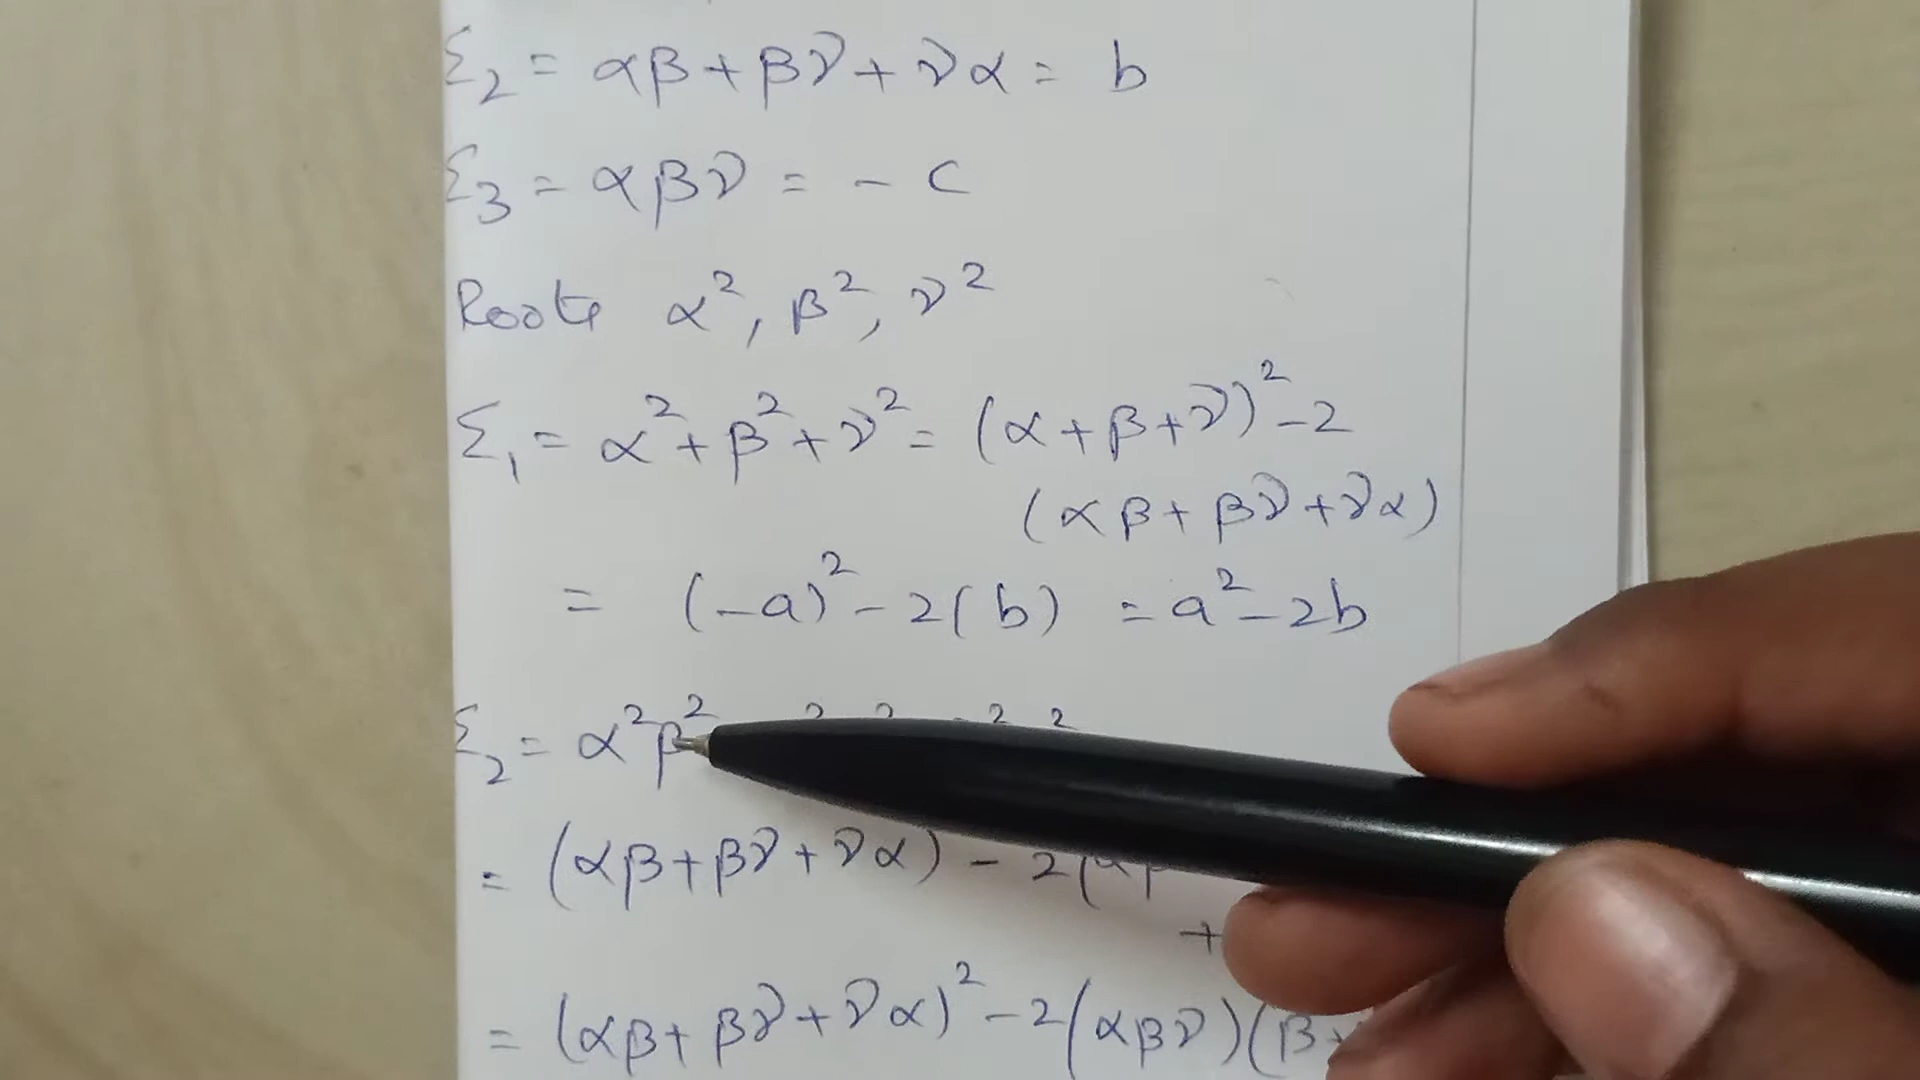 Σ₂ = αβ + βγ + γα = b
Σ₃ = αβγ = - c
Roots α², β², γ²
Σ₁ = α² + β² + γ² = (α + β + γ)² - 2
(αβ + βγ + γα)
= (-a)² - 2(b) = a² - 2b
Σ₂ = α²β²
= (αβ + βγ + γα) - 2(αβ
+
= (αβ + βγ + γα)² - 2(αβγ)(β+